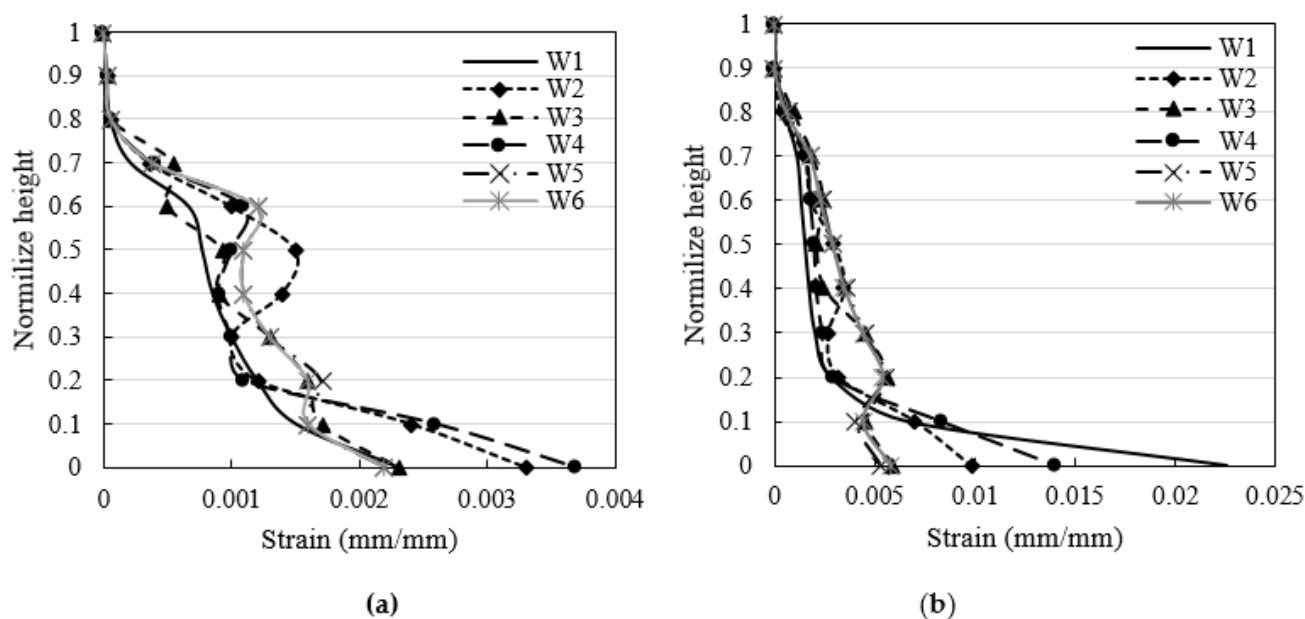 Normilize height
1
0.9
0.8
0.7
0.6
0.5
0.4
0.3
0.2
0.1
0
0 0.001 0.002 0.003 0.004
Strain (mm/mm)
W1
W2
W3
W4
W5
W6
(a)
Normalize height
1
0.9
0.8
0.7
0.6
0.5
0.4
0.3
0.2
0.1
0
0 0.005 0.01 0.015 0.02 0.025
Strain (mm/mm)
W1
W2
W3
W4
W5
W6
(b)